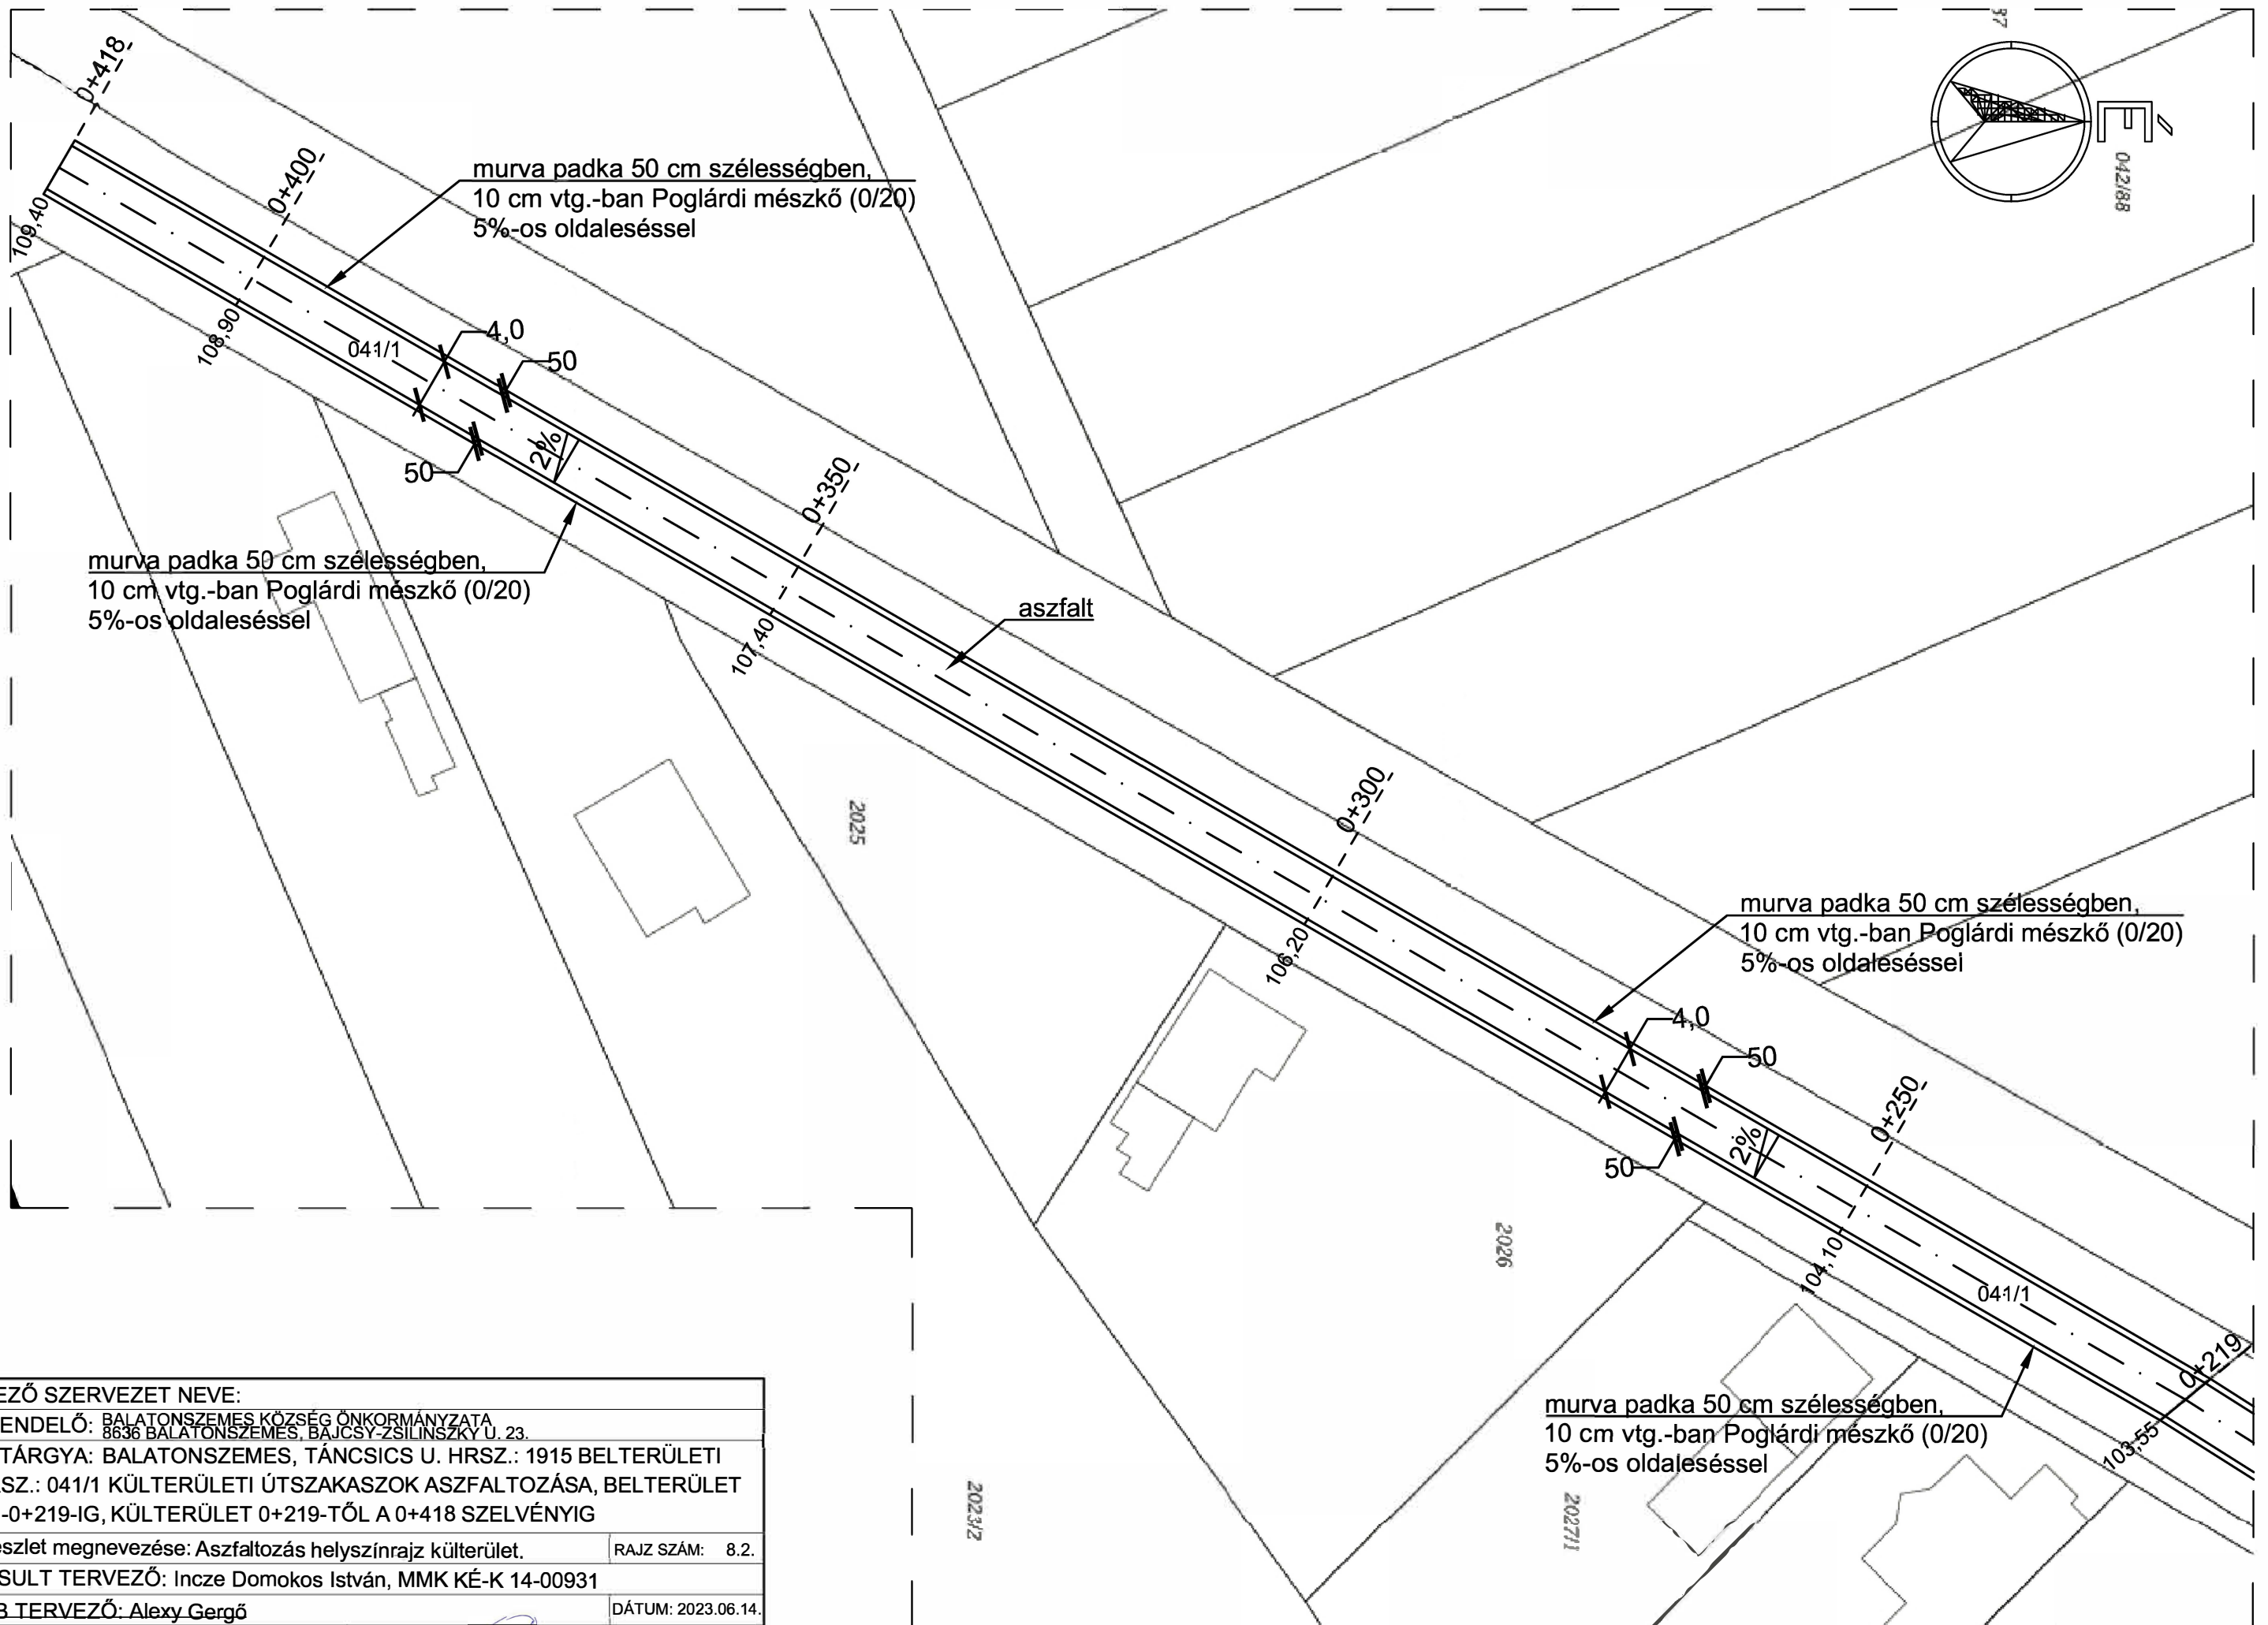 0+418
37
É
042/88
0+400
murva padka 50 cm szélességben,
10 cm vtg.-ban Poglárdi mészkő (0/20)
5%-os oldaleséssel
109,40
108,90
041/1
4,0
50
50
2%
0+350
murva padka 50 cm szélességben,
10 cm vtg.-ban Poglárdi mészkő (0/20)
5%-os oldaleséssel
aszfalt
107,40
2025
0+300
106,20
murva padka 50 cm szélességben,
10 cm vtg.-ban Poglárdi mészkő (0/20)
5%-os oldaleséssel
4,0
50
50
2%
0+250
104,10
2026
041/1
0+219
103,55
murva padka 50 cm szélességben,
10 cm vtg.-ban Poglárdi mészkő (0/20)
5%-os oldaleséssel
2023/2
2027/1
EZŐ SZERVEZET NEVE:
ENDELŐ: BALATONSZEMES KÖZSÉG ÖNKORMÁNYZATA
8636 BALATONSZEMES, BAJCSY-ZSILINSZKY U. 23.
TÁRGYA: BALATONSZEMES, TÁNCSICS U. HRSZ.: 1915 BELTERÜLETI
SZ.: 041/1 KÜLTERÜLETI ÚTSZAKASZOK ASZFALTOZÁSA, BELTERÜLET
-0+219-IG, KÜLTERÜLET 0+219-TŐL A 0+418 SZELVÉNYIG
észlet megnevezése: Aszfaltozás helyszínrajz külterület.
RAJZ SZÁM: 8.2.
SULT TERVEZŐ: Incze Domokos István, MMK KÉ-K 14-00931
B TERVEZŐ: Alexy Gergő
DÁTUM: 2023.06.14.